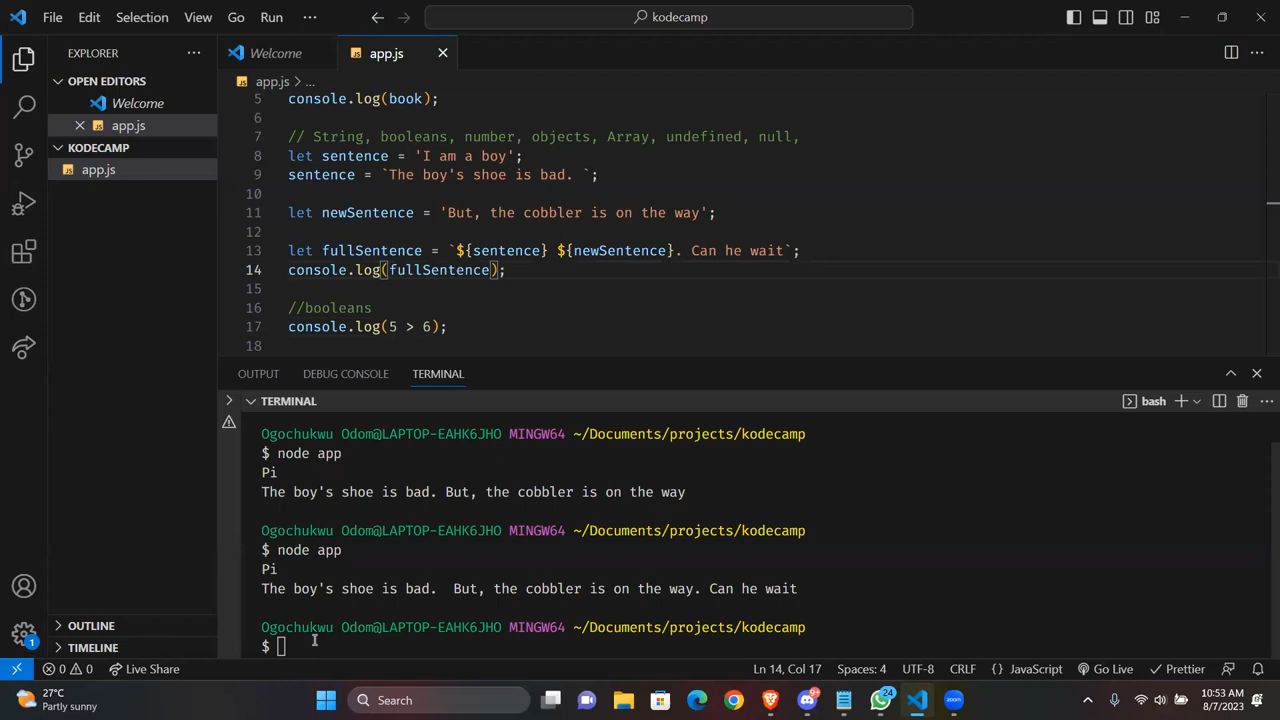 File Edit Selection View Go Run ··· kodecamp
EXPLORER ···
Welcome
JS app.js
OPEN EDITORS
Welcome
JS app.js
KODECAMP
JS app.js
OUTLINE
TIMELINE
JS app.js > ...
5 console.log(book);
6
7 // String, booleans, number, objects, Array, undefined, null,
8 let sentence = 'I am a boy';
9 sentence = `The boy's shoe is bad. `;
10
11 let newSentence = 'But, the cobbler is on the way';
12
13 let fullSentence = `${sentence} ${newSentence}. Can he wait`;
14 console.log(fullSentence);
15
16 //booleans
17 console.log(5 > 6);
18
OUTPUT DEBUG CONSOLE TERMINAL
TERMINAL bash
Ogochukwu Odom@LAPTOP-EAHK6JHO MINGW64 ~/Documents/projects/kodecamp
$ node app
Pi
The boy's shoe is bad. But, the cobbler is on the way
Ogochukwu Odom@LAPTOP-EAHK6JHO MINGW64 ~/Documents/projects/kodecamp
$ node app
Pi
The boy's shoe is bad.  But, the cobbler is on the way. Can he wait
Ogochukwu Odom@LAPTOP-EAHK6JHO MINGW64 ~/Documents/projects/kodecamp
$
1
0 0 Live Share Ln 14, Col 17 Spaces: 4 UTF-8 CRLF {} JavaScript Go Live Prettier
27°C
Partly sunny
Search
24
zoom
10:53 AM
8/7/2023